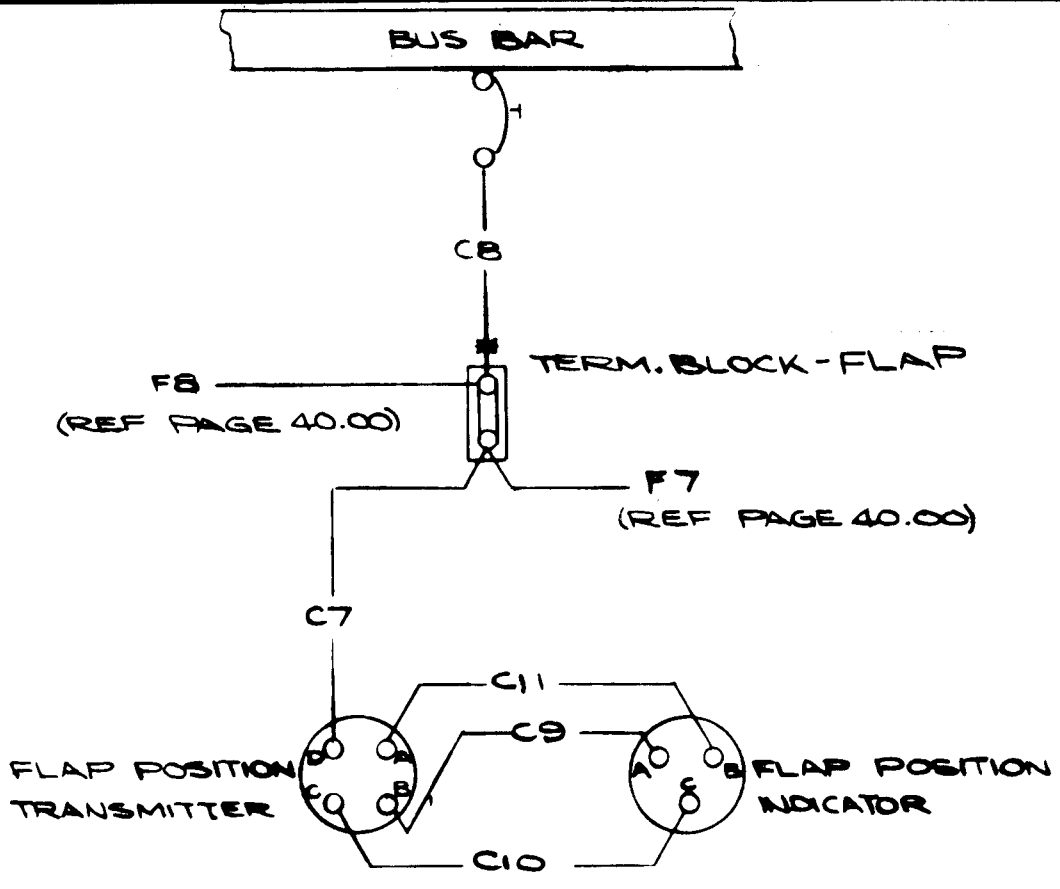 BUS BAR
C8
TERM. BLOCK - FLAP
F8
(REF PAGE 40.00)
F7
(REF PAGE 40.00)
C7
C11
C9
D A
C B
A B
C
FLAP POSITION
TRANSMITTER
FLAP POSITION
INDICATOR
C10